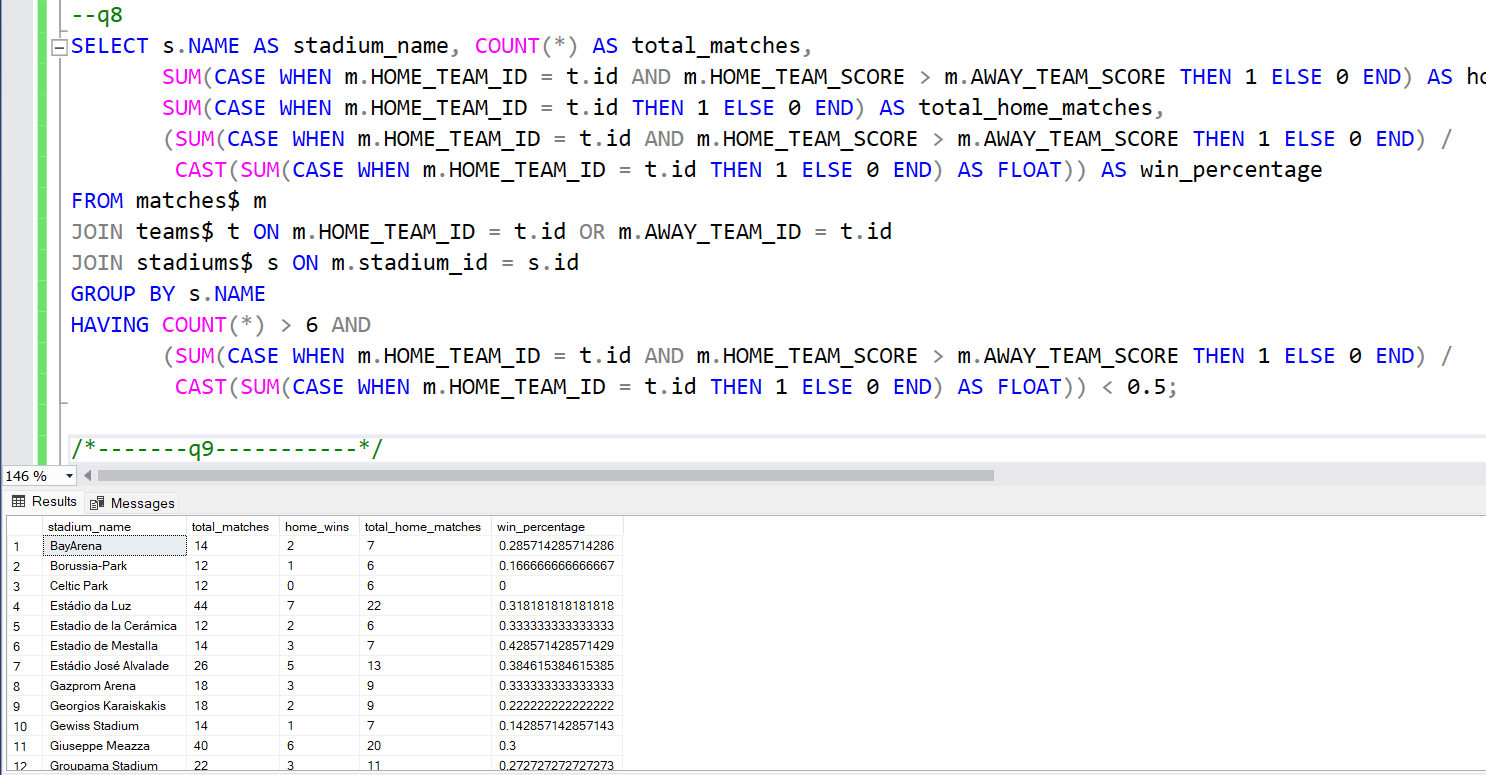 --q8
SELECT s.NAME AS stadium_name, COUNT(*) AS total_matches,
SUM(CASE WHEN m.HOME_TEAM_ID = t.id AND m.HOME_TEAM_SCORE > m.AWAY_TEAM_SCORE THEN 1 ELSE 0 END) AS ho
SUM(CASE WHEN m.HOME_TEAM_ID = t.id THEN 1 ELSE 0 END) AS total_home_matches,
(SUM(CASE WHEN m.HOME_TEAM_ID = t.id AND m.HOME_TEAM_SCORE > m.AWAY_TEAM_SCORE THEN 1 ELSE 0 END) /
CAST(SUM(CASE WHEN m.HOME_TEAM_ID = t.id THEN 1 ELSE 0 END) AS FLOAT)) AS win_percentage
FROM matches$ m
JOIN teams$ t ON m.HOME_TEAM_ID = t.id OR m.AWAY_TEAM_ID = t.id
JOIN stadiums$ s ON m.stadium_id = s.id
GROUP BY s.NAME
HAVING COUNT(*) > 6 AND
(SUM(CASE WHEN m.HOME_TEAM_ID = t.id AND m.HOME_TEAM_SCORE > m.AWAY_TEAM_SCORE THEN 1 ELSE 0 END) /
CAST(SUM(CASE WHEN m.HOME_TEAM_ID = t.id THEN 1 ELSE 0 END) AS FLOAT)) < 0.5;
/*-------q9-----------*/
146 %
Results Messages
stadium_name total_matches home_wins total_home_matches win_percentage
1 BayArena 14 2 7 0.285714285714286
2 Borussia-Park 12 1 6 0.166666666666667
3 Celtic Park 12 0 6 0
4 Estádio da Luz 44 7 22 0.318181818181818
5 Estadio de la Cerámica 12 2 6 0.333333333333333
6 Estadio de Mestalla 14 3 7 0.428571428571429
7 Estádio José Alvalade 26 5 13 0.384615384615385
8 Gazprom Arena 18 3 9 0.333333333333333
9 Georgios Karaiskakis 18 2 9 0.222222222222222
10 Gewiss Stadium 14 1 7 0.142857142857143
11 Giuseppe Meazza 40 6 20 0.3
12 Groupama Stadium 22 3 11 0.272727272727273